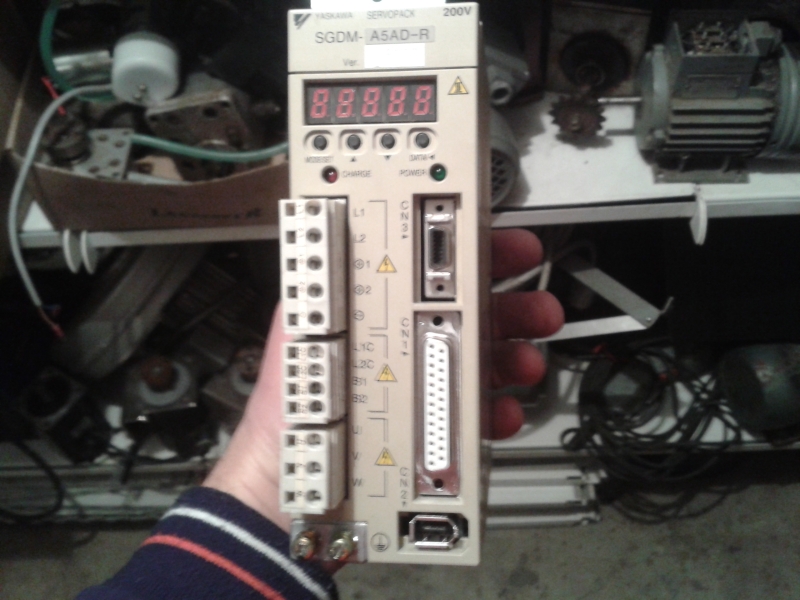 YASKAWA SERVOPACK 200V
SGDM- A5AD-R
Ver.
88888
MODE/SET ▲ ▼ DATA/◄
CHARGE POWER
L1
L2
⊕1
⊕2
⊖
CN3
L1C
L2C
B1
B2
CN1
U
V
W
CN2